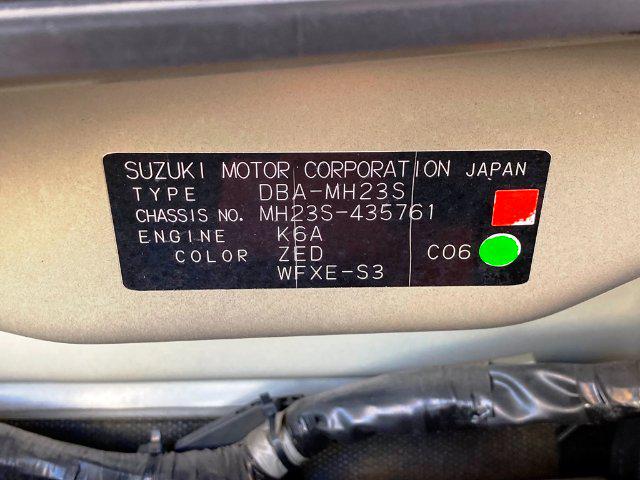 SUZUKI MOTOR CORPORATION JAPAN
TYPE DBA-MH23S
CHASSIS NO. MH23S-435761
ENGINE K6A
COLOR ZED C06
WFXE-S3